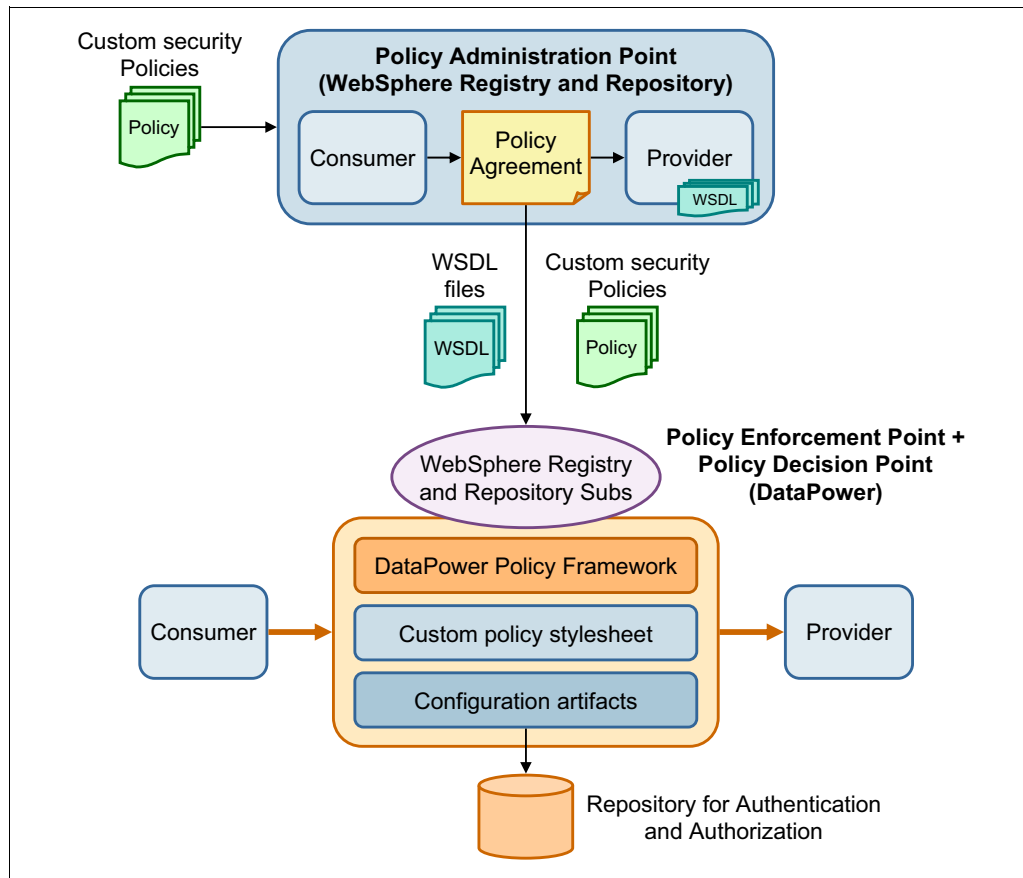 Custom security
Policies
Policy
Policy Administration Point
(WebSphere Registry and Repository)
Consumer
Policy
Agreement
Provider
WSDL
WSDL
files
WSDL
Custom security
Policies
Policy
WebSphere Registry
and Repository Subs
Policy Enforcement Point +
Policy Decision Point
(DataPower)
DataPower Policy Framework
Consumer
Custom policy stylesheet
Provider
Configuration artifacts
Repository for Authentication
and Authorization